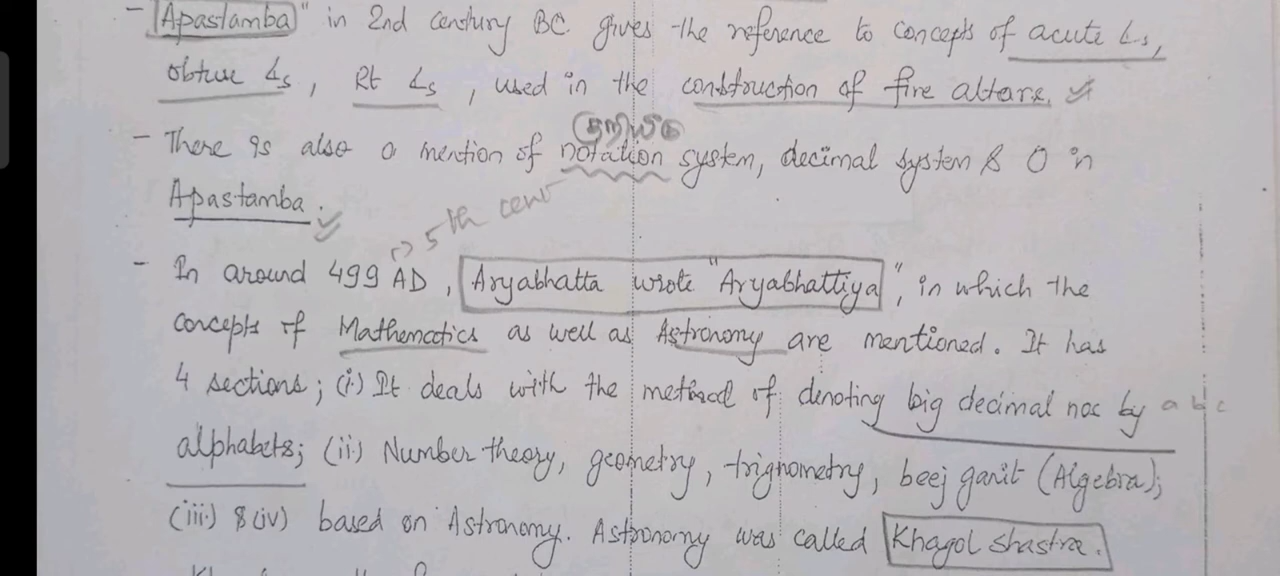 - Apastamba" in 2nd century BC. gives the reference to concepts of acute ∠s,
obtuse ∠s, Rt ∠s, used in the construction of fire altars.
- There is also a mention of notation system, decimal system & 0 in
Apastamba.
5th cent
- In around 499 AD, Aryabhatta wrote "Aryabhattiya", in which the
concepts of Mathematics as well as Astronomy are mentioned. It has
4 sections; (i.) It deals with the method of denoting big decimal nos by a b c
alphabets; (ii.) Number theory, geometry, trignometry, beej ganit (Algebra);
(iii.) & (iv) based on Astronomy. Astronomy was called Khagol Shastra.